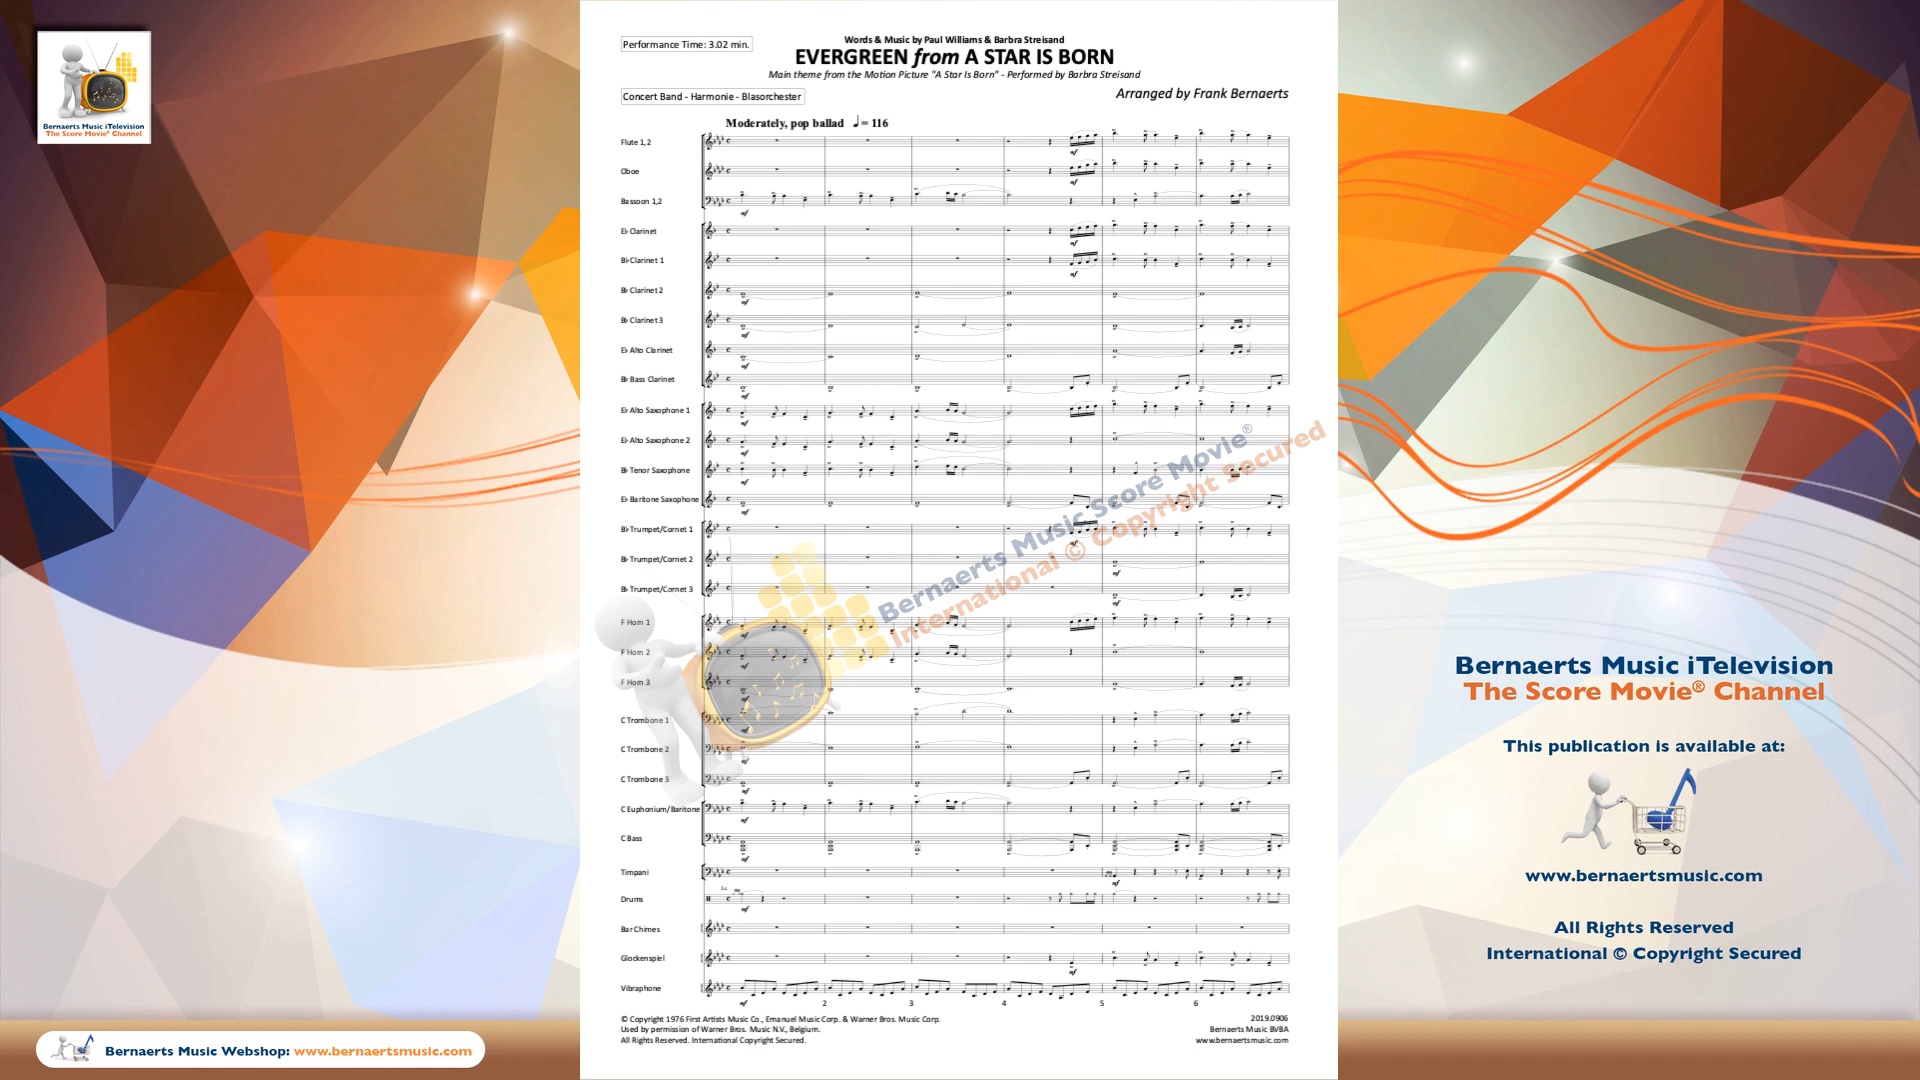 Bernaerts Music iTelevision
The Score Movie® Channel
Performance Time: 3.02 min.
Words & Music by Paul Williams & Barbra Streisand
EVERGREEN from A STAR IS BORN
Main theme from the Motion Picture "A Star Is Born" - Performed by Barbra Streisand
Concert Band - Harmonie - Blasorchester
Arranged by Frank Bernaerts
Moderately, pop ballad ♩= 116
Flute 1,2
Oboe
Bassoon 1,2
E♭ Clarinet
B♭ Clarinet 1
B♭ Clarinet 2
B♭ Clarinet 3
E♭ Alto Clarinet
B♭ Bass Clarinet
E♭ Alto Saxophone 1
E♭ Alto Saxophone 2
B♭ Tenor Saxophone
E♭ Baritone Saxophone
B♭ Trumpet/Cornet 1
B♭ Trumpet/Cornet 2
B♭ Trumpet/Cornet 3
F Horn 1
F Horn 2
F Horn 3
C Trombone 1
C Trombone 2
C Trombone 3
C Euphonium/Baritone
C Bass
Timpani
Drums
Bar Chimes
Glockenspiel
Vibraphone
mf
2 3 4 5 6
Bernaerts Music Score Movie®
International © Copyright Secured
© Copyright 1976 First Artists Music Co., Emanuel Music Corp. & Warner Bros. Music Corp.
Used by permission of Warner Bros. Music N.V., Belgium.
All Rights Reserved. International Copyright Secured.
2019.0906
Bernaerts Music BVBA
www.bernaertsmusic.com
Bernaerts Music iTelevision
The Score Movie® Channel
This publication is available at:
www.bernaertsmusic.com
All Rights Reserved
International © Copyright Secured
Bernaerts Music Webshop: www.bernaertsmusic.com